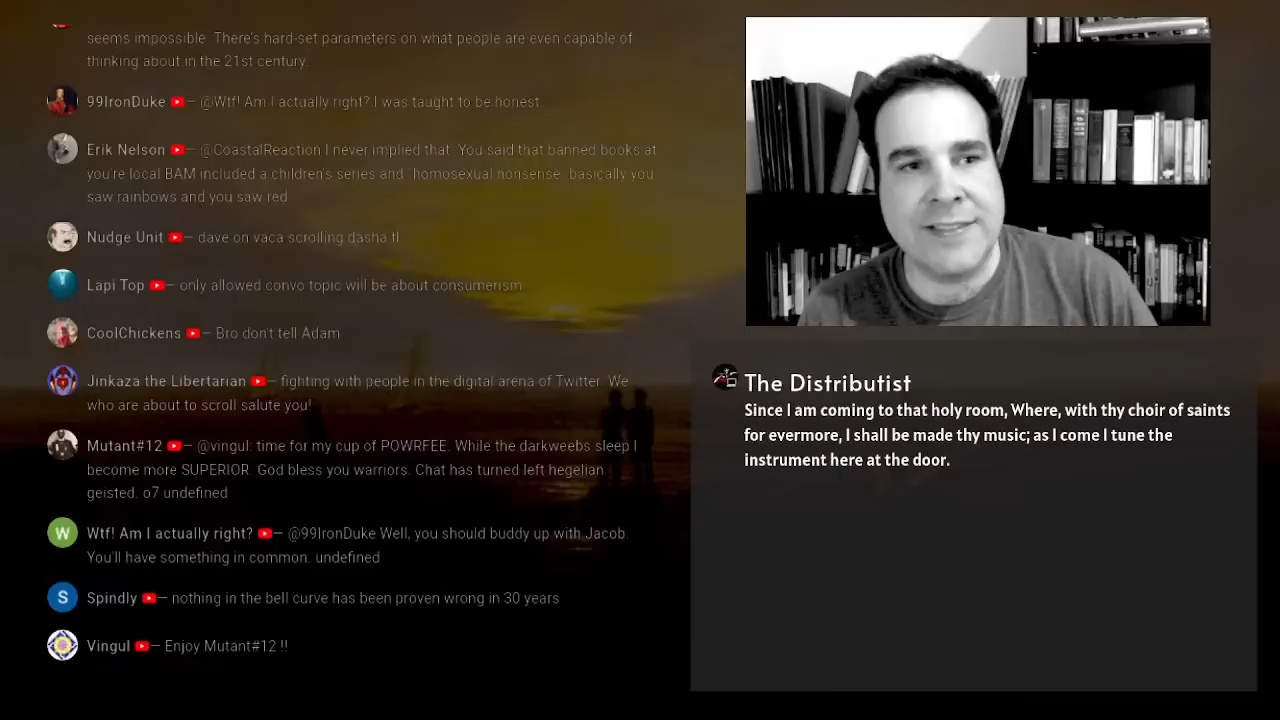 seems impossible. There's hard-set parameters on what people are even capable of
thinking about in the 21st century.
99IronDuke — @Wtf! Am I actually right? I was taught to be honest.
Erik Nelson — @CoastalReaction I never implied that. You said that banned books at
you're local BAM included a children's series and "homosexual nonsense" basically you
saw rainbows and you saw red
Nudge Unit — dave on vaca scrolling dasha tl
Lapi Top — only allowed convo topic will be about consumerism
CoolChickens — Bro don't tell Adam
Jinkaza the Libertarian — fighting with people in the digital arena of Twitter. We
who are about to scroll salute you!
Mutant#12 — @vingul: time for my cup of POWRFEE. While the darkweebs sleep I
become more SUPERIOR. God bless you warriors. Chat has turned left hegelian
geisted. o7 undefined
W
Wtf! Am I actually right? — @99IronDuke Well, you should buddy up with Jacob.
You'll have something in common. undefined
S
Spindly — nothing in the bell curve has been proven wrong in 30 years
Vingul — Enjoy Mutant#12 !!
The Distributist
Since I am coming to that holy room, Where, with thy choir of saints
for evermore, I shall be made thy music; as I come I tune the
instrument here at the door.